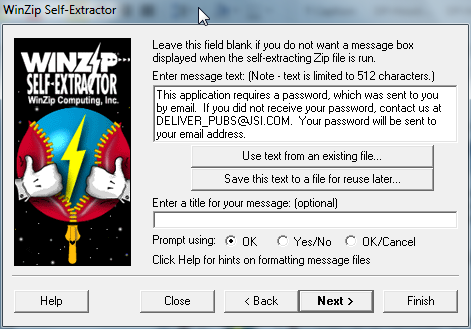 WinZip Self-Extractor
WINZIP
SELF-EXTRACTOR
WinZip Computing, Inc.
Leave this field blank if you do not want a message box
displayed when the self-extracting Zip file is run.
Enter message text: (Note - text is limited to 512 characters.)
This application requires a password, which was sent to you
by email.  If you did not receive your password, contact us at
DELIVER_PUBS@JSI.COM.  Your password will be sent to
your email address.
Use text from an existing file...
Save this text to a file for reuse later...
Enter a title for your message: (optional)
Prompt using: OK Yes/No OK/Cancel
Click Help for hints on formatting message files
Help Close < Back Next > Finish